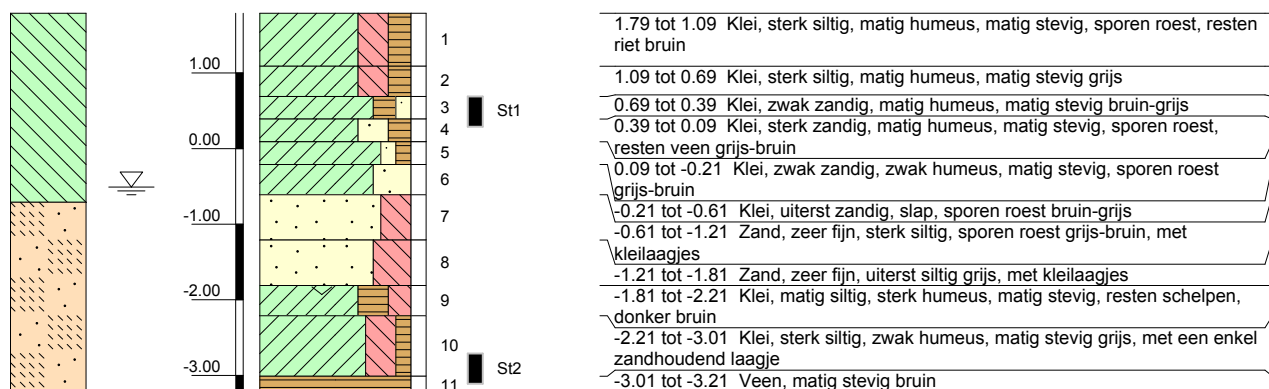 1.79 tot 1.09 Klei, sterk siltig, matig humeus, matig stevig, sporen roest, resten
riet bruin
1
1.00
2
1.09 tot 0.69 Klei, sterk siltig, matig humeus, matig stevig grijs
3
St1
0.69 tot 0.39 Klei, zwak zandig, matig humeus, matig stevig bruin-grijs
4
0.39 tot 0.09 Klei, sterk zandig, matig humeus, matig stevig, sporen roest,
resten veen grijs-bruin
0.00
5
0.09 tot -0.21 Klei, zwak zandig, zwak humeus, matig stevig, sporen roest
grijs-bruin
6
-0.21 tot -0.61 Klei, uiterst zandig, slap, sporen roest bruin-grijs
-1.00
7
-0.61 tot -1.21 Zand, zeer fijn, sterk siltig, sporen roest grijs-bruin, met
kleilaagjes
8
-1.21 tot -1.81 Zand, zeer fijn, uiterst siltig grijs, met kleilaagjes
-2.00
9
-1.81 tot -2.21 Klei, matig siltig, sterk humeus, matig stevig, resten schelpen,
donker bruin
10
-2.21 tot -3.01 Klei, sterk siltig, zwak humeus, matig stevig grijs, met een enkel
zandhoudend laagje
St2
-3.00
11
-3.01 tot -3.21 Veen, matig stevig bruin